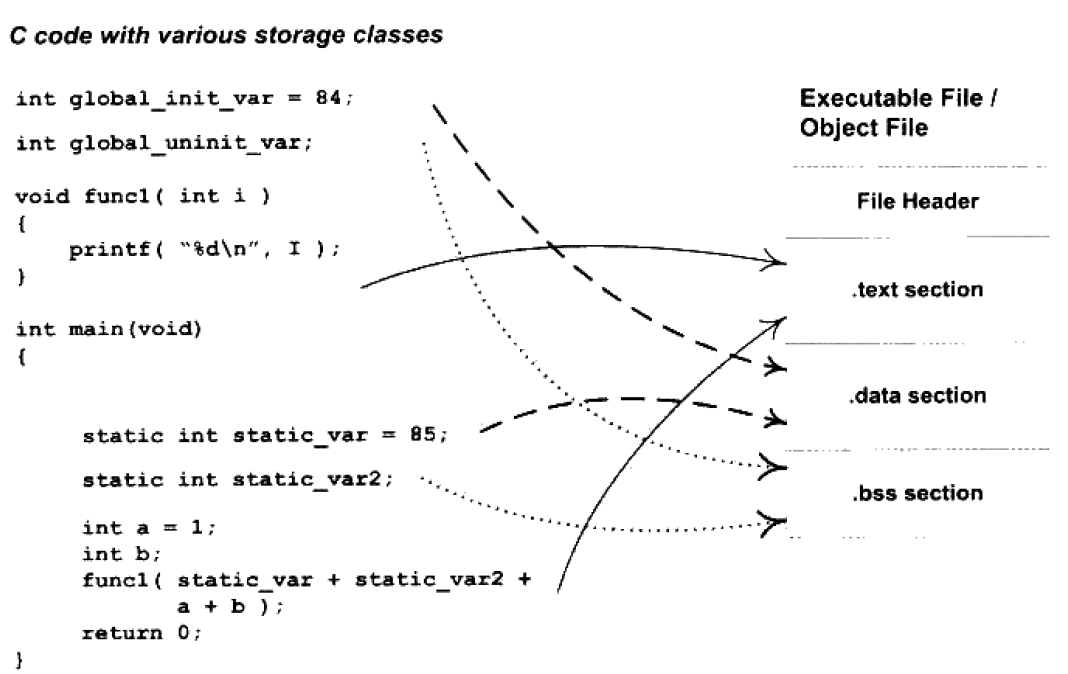 C code with various storage classes
int global_init_var = 84;
int global_uninit_var;
void func1( int i )
{
printf( "%d\n", I );
}
int main(void)
{
static int static_var = 85;
static int static_var2;
int a = 1;
int b;
func1( static_var + static_var2 +
a + b );
return 0;
}
Executable File /
Object File
File Header
.text section
.data section
.bss section